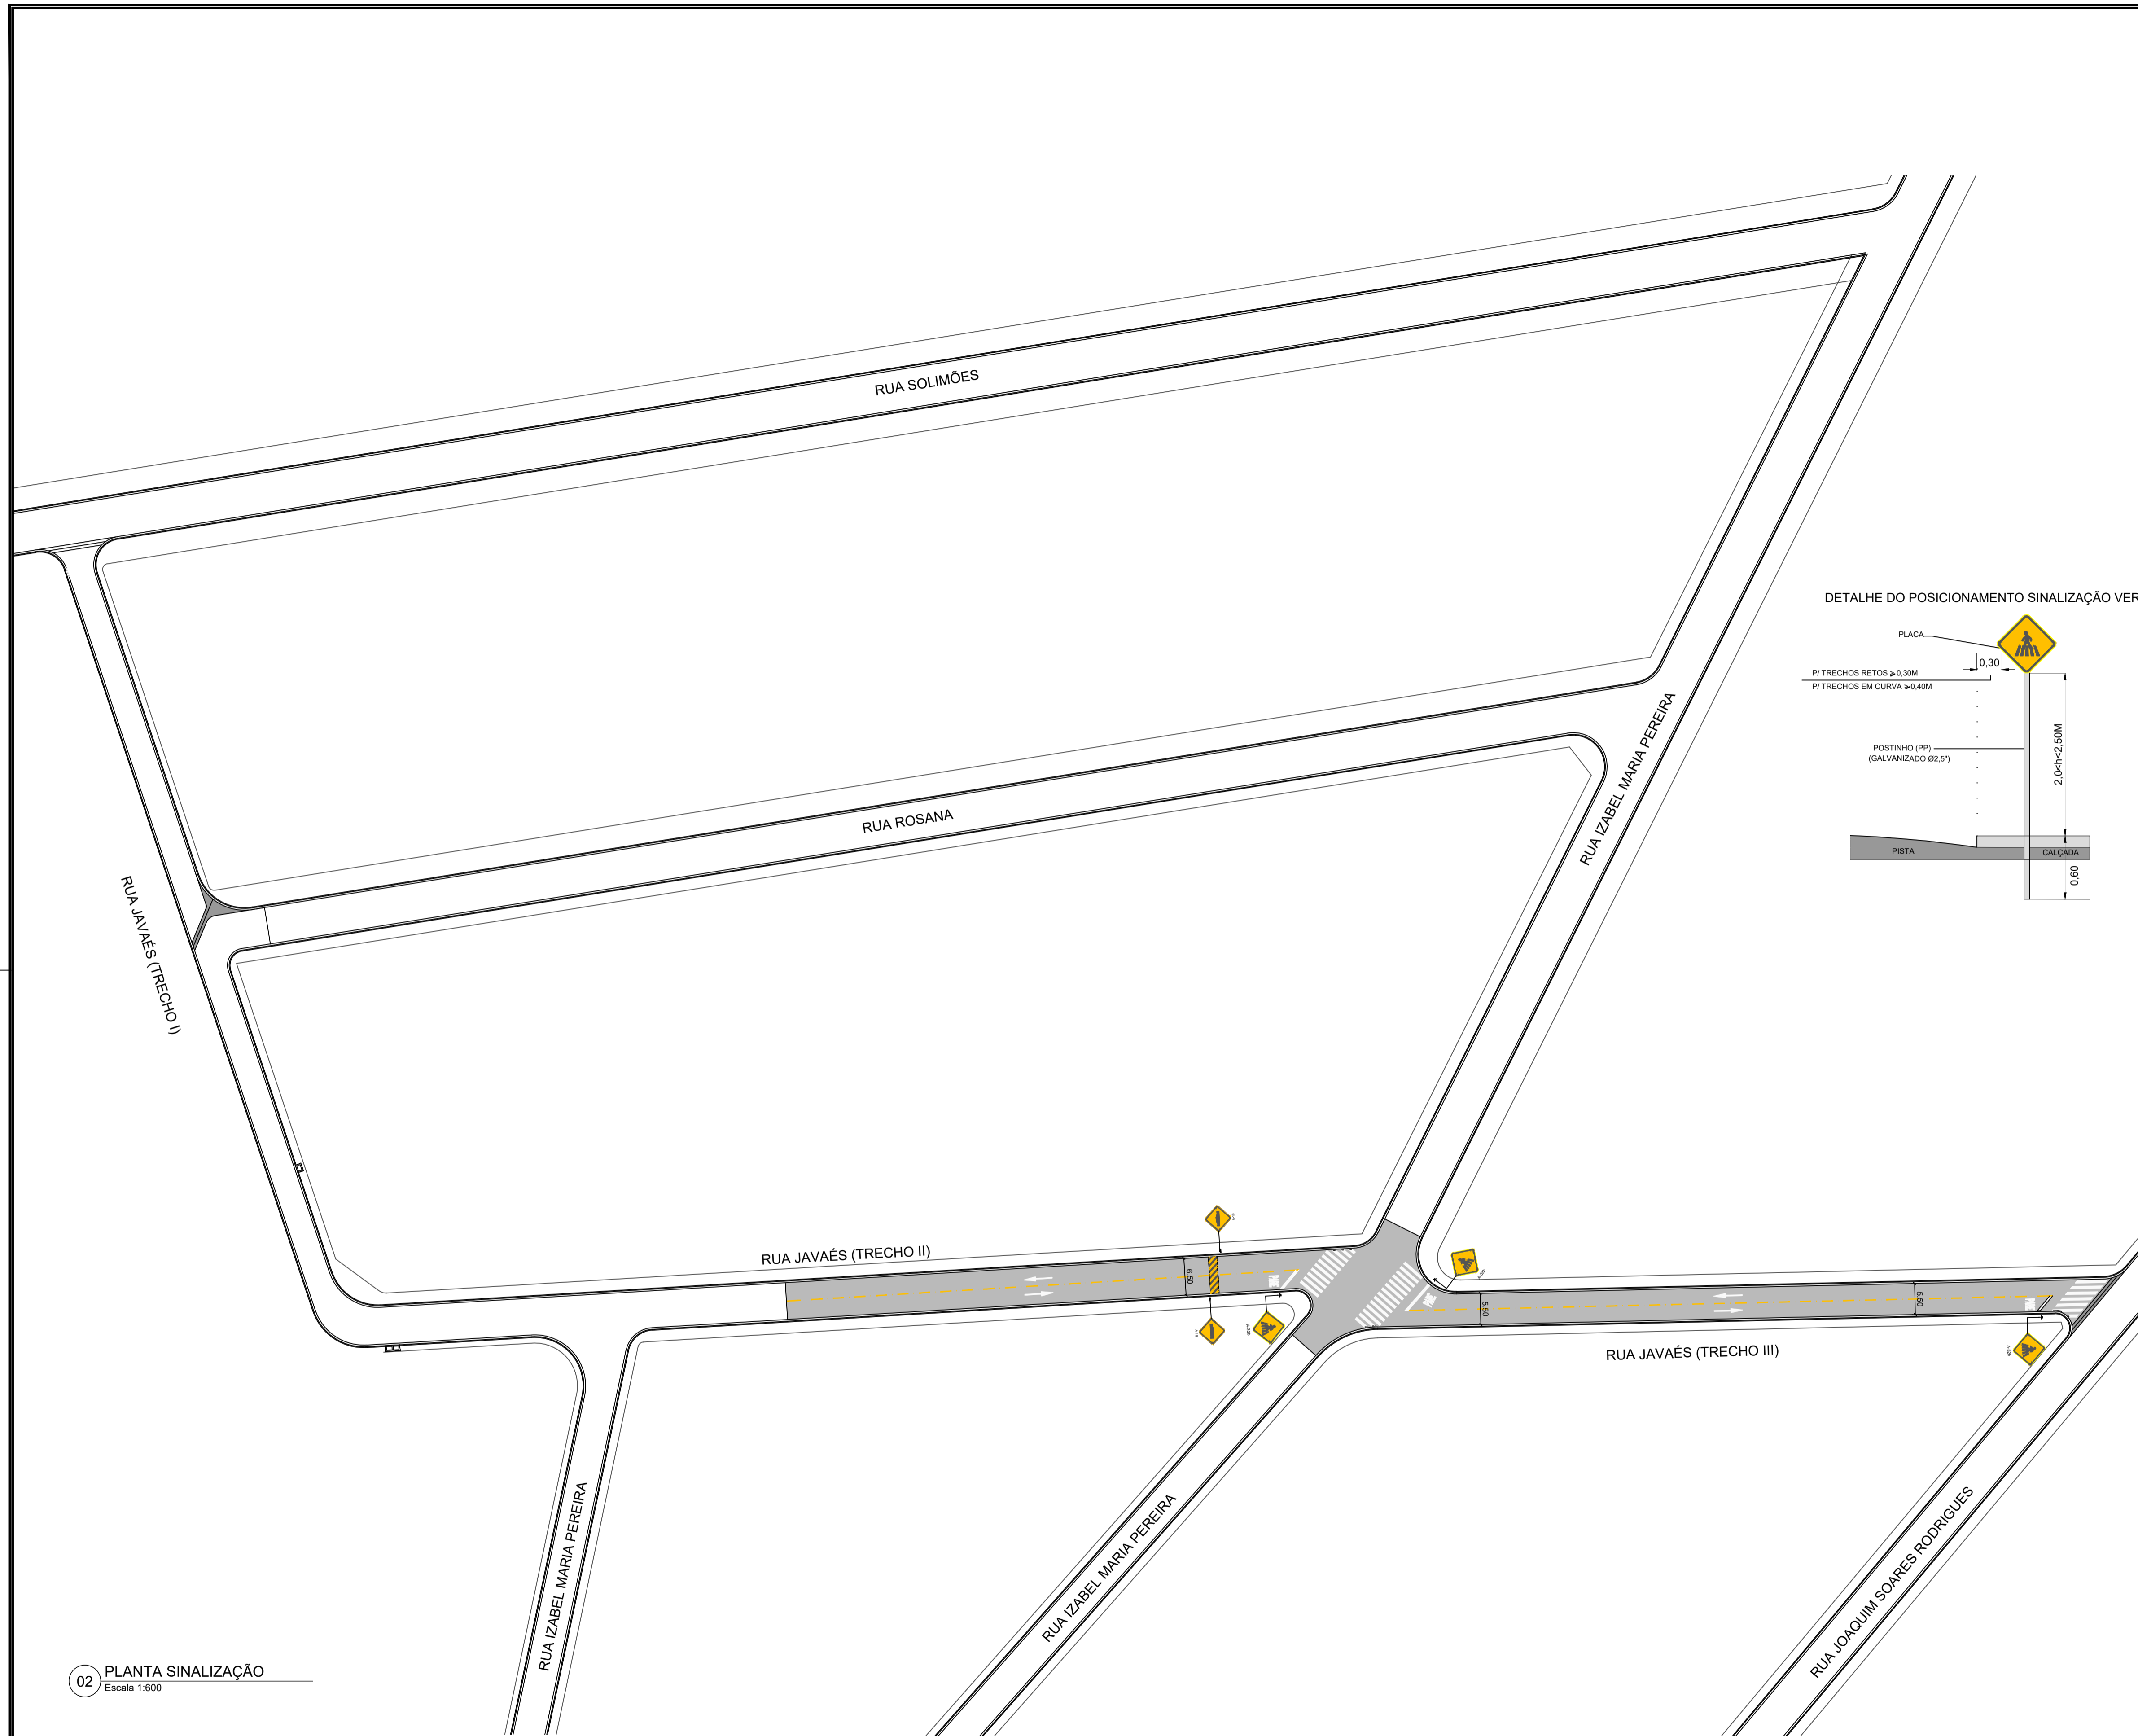 RUA SOLIMÕES
DETALHE DO POSICIONAMENTO SINALIZAÇÃO VER
PLACA
0,30
P/ TRECHOS RETOS ⩾0,30M
P/ TRECHOS EM CURVA ⩾0,40M
2,0<h<2,50M
POSTINHO (PP)
(GALVANIZADO Ø2,5")
PISTA
CALÇADA
0,60
RUA IZABEL MARIA PEREIRA
RUA ROSANA
RUA JAVAÉS (TRECHO I)
RUA JAVAÉS (TRECHO II)
6.50
5.50
5.50
RUA JAVAÉS (TRECHO III)
RUA IZABEL MARIA PEREIRA
RUA IZABEL MARIA PEREIRA
RUA JOAQUIM SOARES RODRIGUES
02
PLANTA SINALIZAÇÃO
Escala 1:600